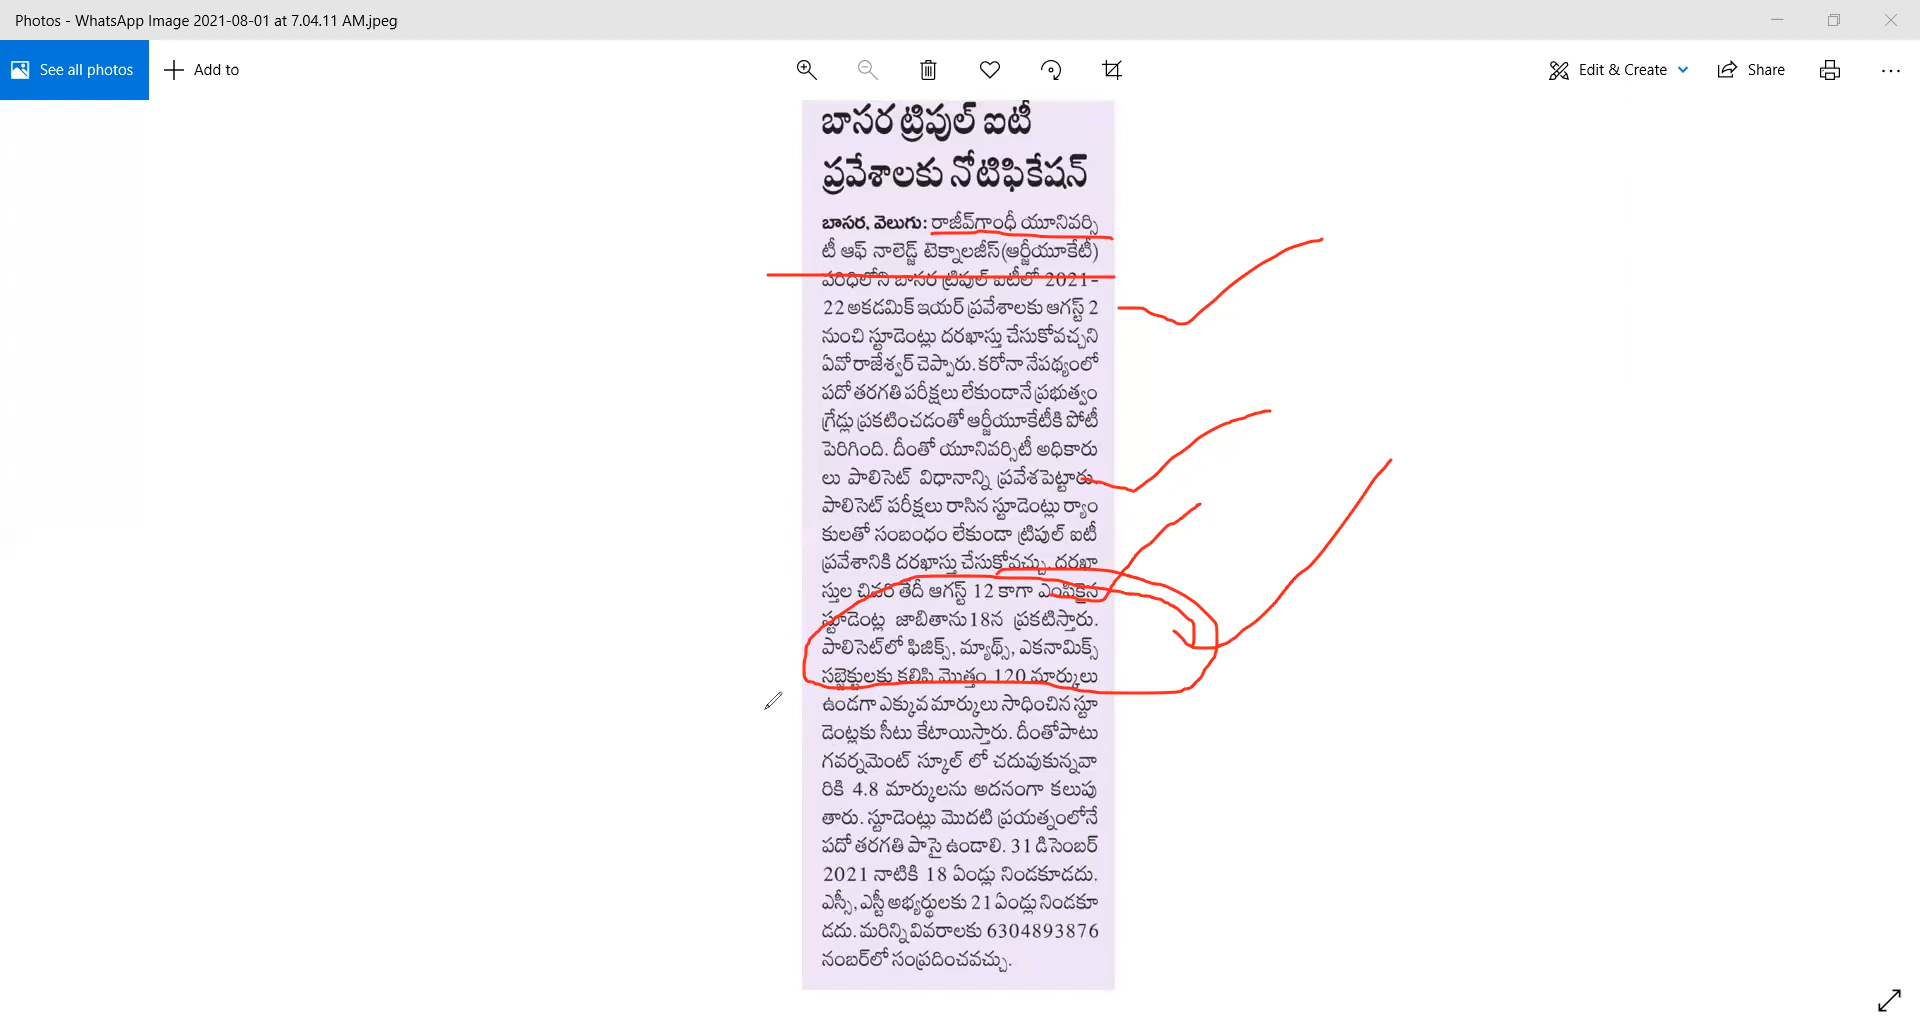 Photos - WhatsApp Image 2021-08-01 at 7.04.11 AM.jpeg
See all photos
Add to
Edit & Create
Share
బాసర ట్రిపుల్ ఐటీ
ప్రవేశాలకు నోటిఫికేషన్
బాసర, వెలుగు: రాజీవ్‌గాంధీ యూనివర్సి
టీ ఆఫ్ నాలెడ్జ్ టెక్నాలజీస్(ఆర్జీయూకేటీ)
పరిధిలోని బాసర ట్రిపుల్ ఐటీలో 2021-
22 అకడమిక్ ఇయర్ ప్రవేశాలకు ఆగస్ట్ 2
నుంచి స్టూడెంట్లు దరఖాస్తు చేసుకోవచ్చని
ఏవో రాజేశ్వర్ చెప్పారు. కరోనా నేపథ్యంలో
పదో తరగతి పరీక్షలు లేకుండానే ప్రభుత్వం
గ్రేడ్లు ప్రకటించడంతో ఆర్జీయూకేటీకి పోటీ
పెరిగింది. దీంతో యూనివర్సిటీ అధికారు
లు పాలిసెట్ విధానాన్ని ప్రవేశపెట్టారు.
పాలిసెట్ పరీక్షలు రాసిన స్టూడెంట్లు ర్యాం
కులతో సంబంధం లేకుండా ట్రిపుల్ ఐటీ
ప్రవేశానికి దరఖాస్తు చేసుకోవచ్చు. దరఖా
స్తుల చివరి తేదీ ఆగస్ట్ 12 కాగా ఎంపికైన
స్టూడెంట్ల జాబితాను 18న ప్రకటిస్తారు.
పాలిసెట్‌లో ఫిజిక్స్, మ్యాథ్స్, ఎకనామిక్స్
సబ్జెక్టులకు కలిపి మొత్తం 120 మార్కులు
ఉండగా ఎక్కువ మార్కులు సాధించిన స్టూ
డెంట్లకు సీటు కేటాయిస్తారు. దీంతోపాటు
గవర్నమెంట్ స్కూల్ లో చదువుకున్నవా
రికి 4.8 మార్కులను అదనంగా కలుపు
తారు. స్టూడెంట్లు మొదటి ప్రయత్నంలోనే
పదో తరగతి పాసై ఉండాలి. 31 డిసెంబర్
2021 నాటికి 18 ఏండ్లు నిండకూడదు.
ఎస్సీ, ఎస్టీ అభ్యర్థులకు 21 ఏండ్లు నిండకూ
డదు. మరిన్ని వివరాలకు 6304893876
నంబర్‌లో సంప్రదించవచ్చు.